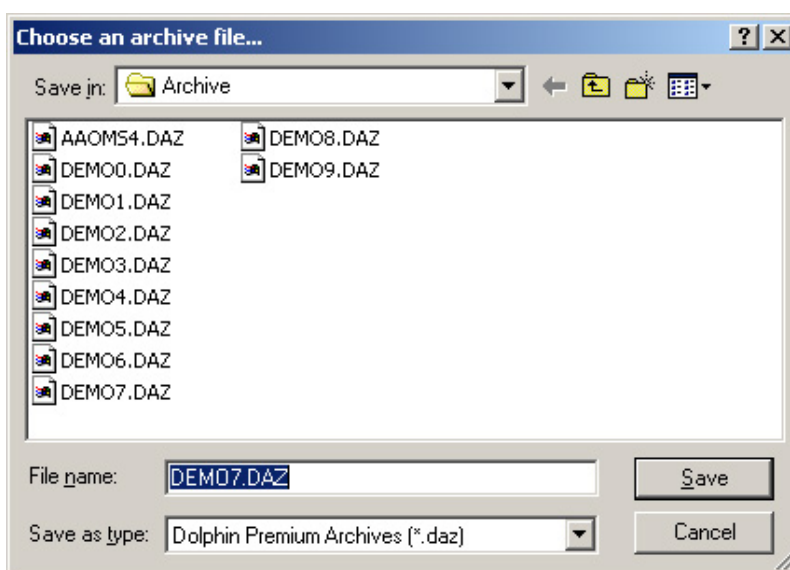 Choose an archive file...
Save in: Archive
AAOMS4.DAZ
DEMO0.DAZ
DEMO1.DAZ
DEMO2.DAZ
DEMO3.DAZ
DEMO4.DAZ
DEMO5.DAZ
DEMO6.DAZ
DEMO7.DAZ
DEMO8.DAZ
DEMO9.DAZ
File name: DEMO7.DAZ
Save
Save as type: Dolphin Premium Archives (*.daz)
Cancel